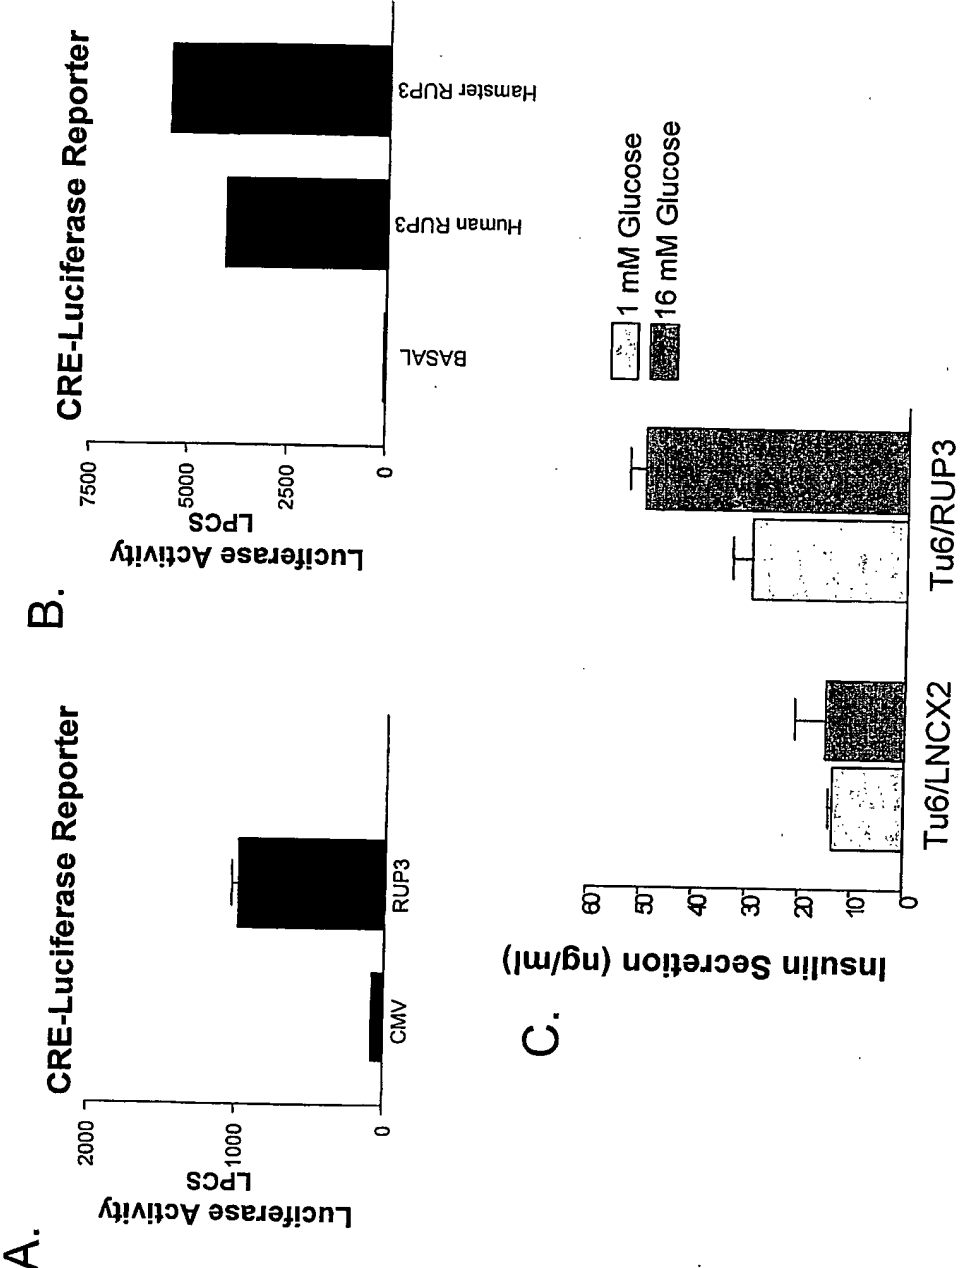 A.
CRE-Luciferase Reporter
Luciferase Activity
LPCS
2000
1000
0
CMV
RUP3
B.
CRE-Luciferase Reporter
Luciferase Activity
LPCS
7500
5000
2500
0
BASAL
Human RUP3
Hamster RUP3
C.
Insulin Secretion (ng/ml)
60
50
40
30
20
10
0
Tu6/LNCX2
Tu6/RUP3
1 mM Glucose
16 mM Glucose